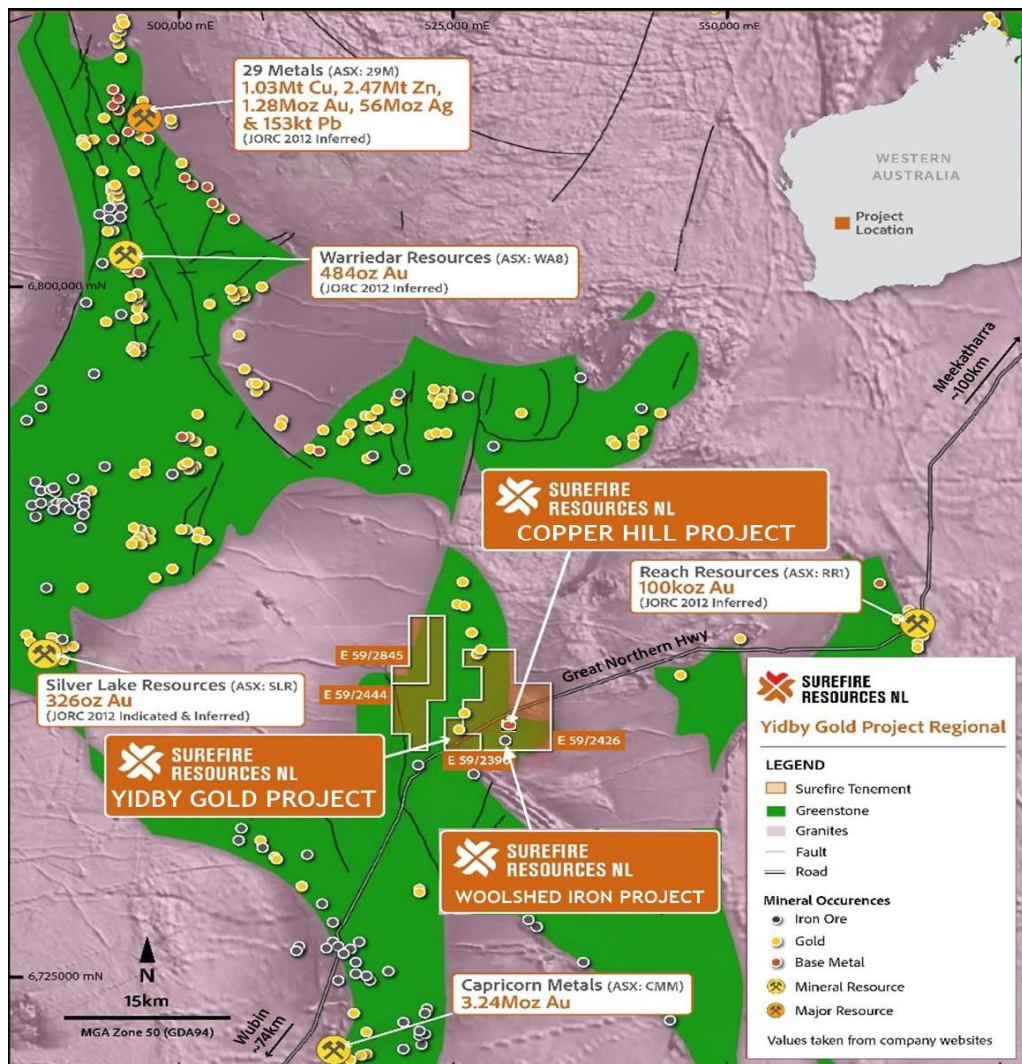 500,000 mE
525,000 mE
550,000 mE
29 Metals (ASX: 29M)
1.03Mt Cu, 2.47Mt Zn,
1.28Moz Au, 56Moz Ag
& 153kt Pb
(JORC 2012 Inferred)
WESTERN
AUSTRALIA
Project
Location
Warriedar Resources (ASX: WA8)
484oz Au
(JORC 2012 Inferred)
6,800,000 mN
Meekatharra
~100km
SUREFIRE
RESOURCES NL
COPPER HILL PROJECT
Reach Resources (ASX: RR1)
100koz Au
(JORC 2012 Inferred)
Great Northern Hwy
E 59/2845
E 59/2444
Silver Lake Resources (ASX: SLR)
326oz Au
(JORC 2012 Indicated & Inferred)
E 59/2426
E 59/2390
SUREFIRE
RESOURCES NL
YIDBY GOLD PROJECT
SUREFIRE
RESOURCES NL
WOOLSHED IRON PROJECT
SUREFIRE
RESOURCES NL
Yidby Gold Project Regional
LEGEND
Surefire Tenement
Greenstone
Granites
Fault
Road
Mineral Occurences
Iron Ore
Gold
Base Metal
Mineral Resource
Major Resource
Values taken from company websites
N
6,725000 mN
15km
MGA Zone 50 (GDA94)
Wubin
~74km
Capricorn Metals (ASX: CMM)
3.24Moz Au